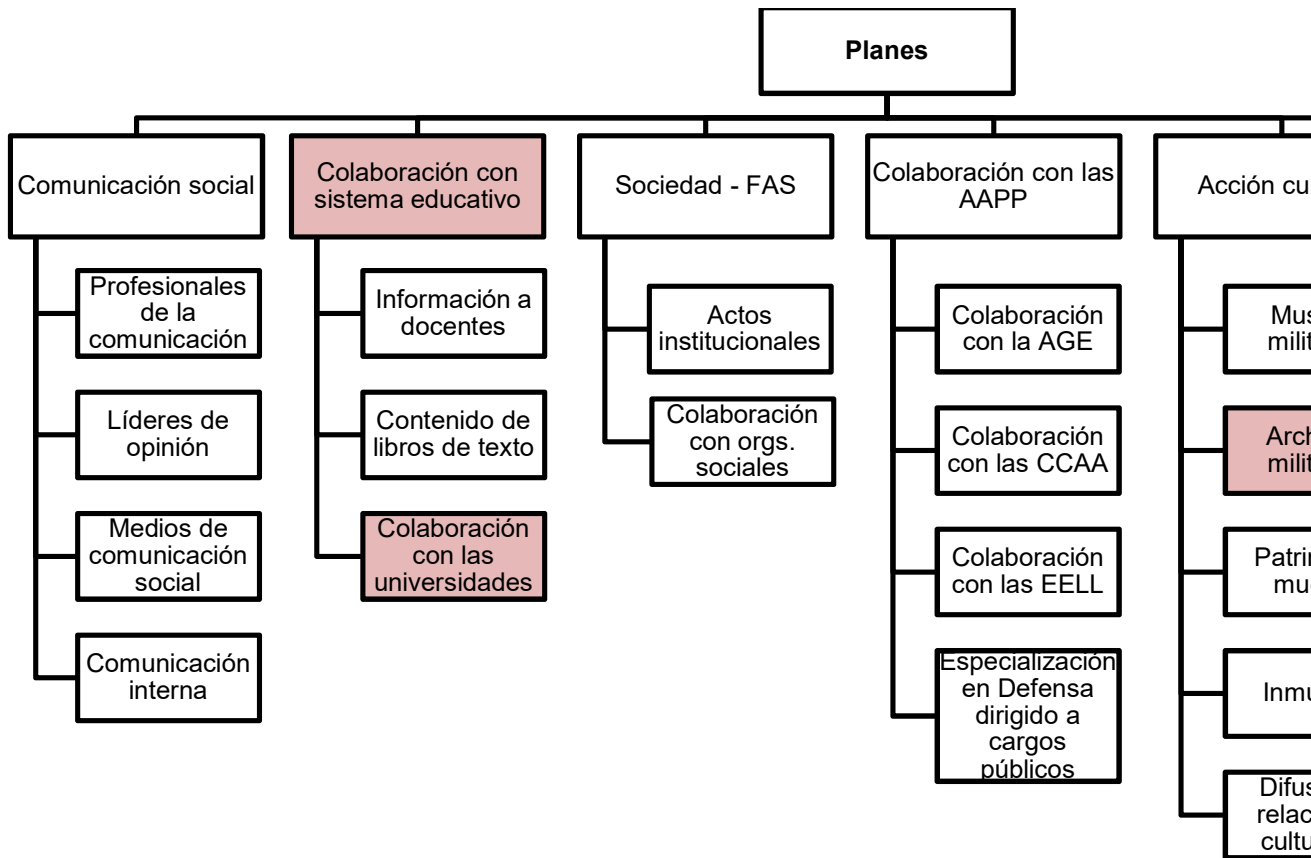 Planes
Comunicación social
Profesionales
de la
comunicación
Líderes de
opinión
Medios de
comunicación
social
Comunicación
interna
Colaboración con
sistema educativo
Información a
docentes
Contenido de
libros de texto
Colaboración
con las
universidades
Sociedad - FAS
Actos
institucionales
Colaboración
con orgs.
sociales
Colaboración con las
AAPP
Colaboración
con la AGE
Colaboración
con las CCAA
Colaboración
con las EELL
Especialización
en Defensa
dirigido a
cargos
públicos
Acción